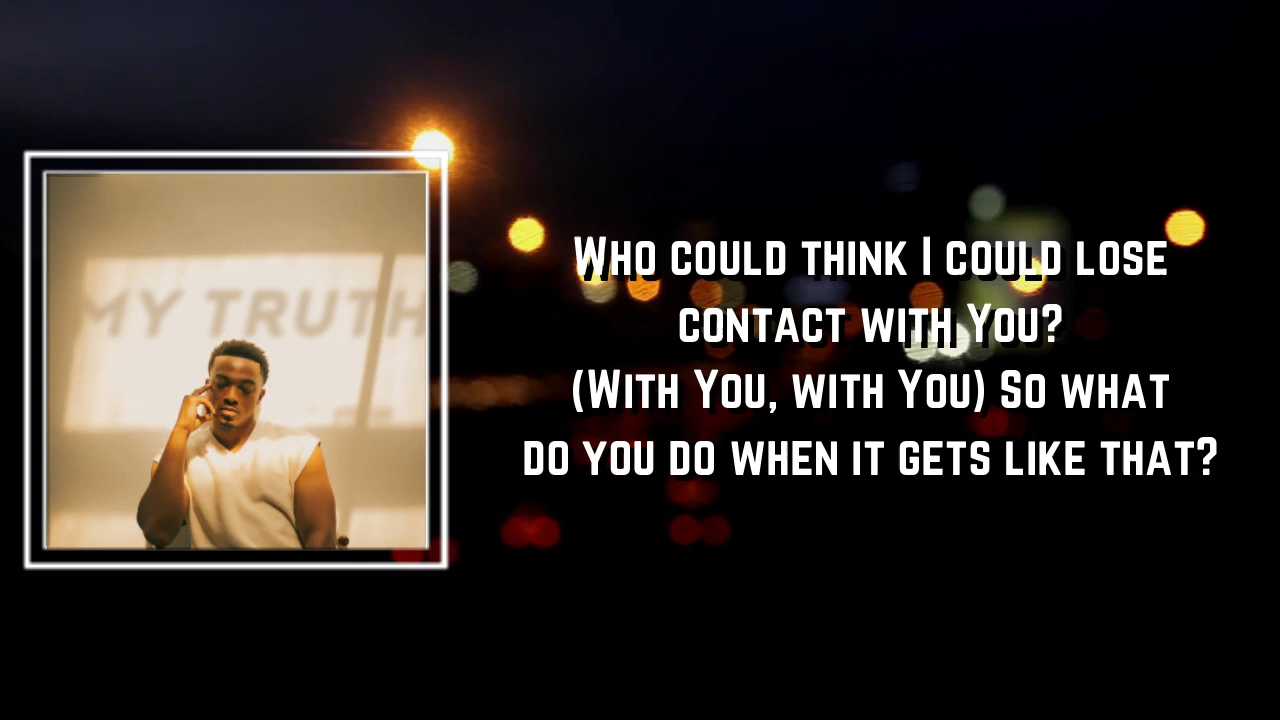 MY TRUTH
Who could think I could lose
contact with You?
(With You, with You) So what
do you do when it gets like that?